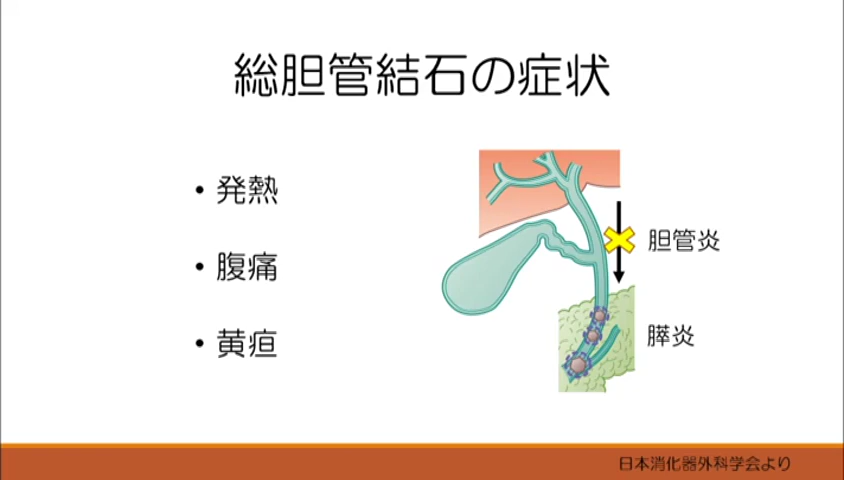 総胆管結石の症状
• 発熱
• 腹痛
• 黄疸
胆管炎
膵炎
日本消化器外科学会より